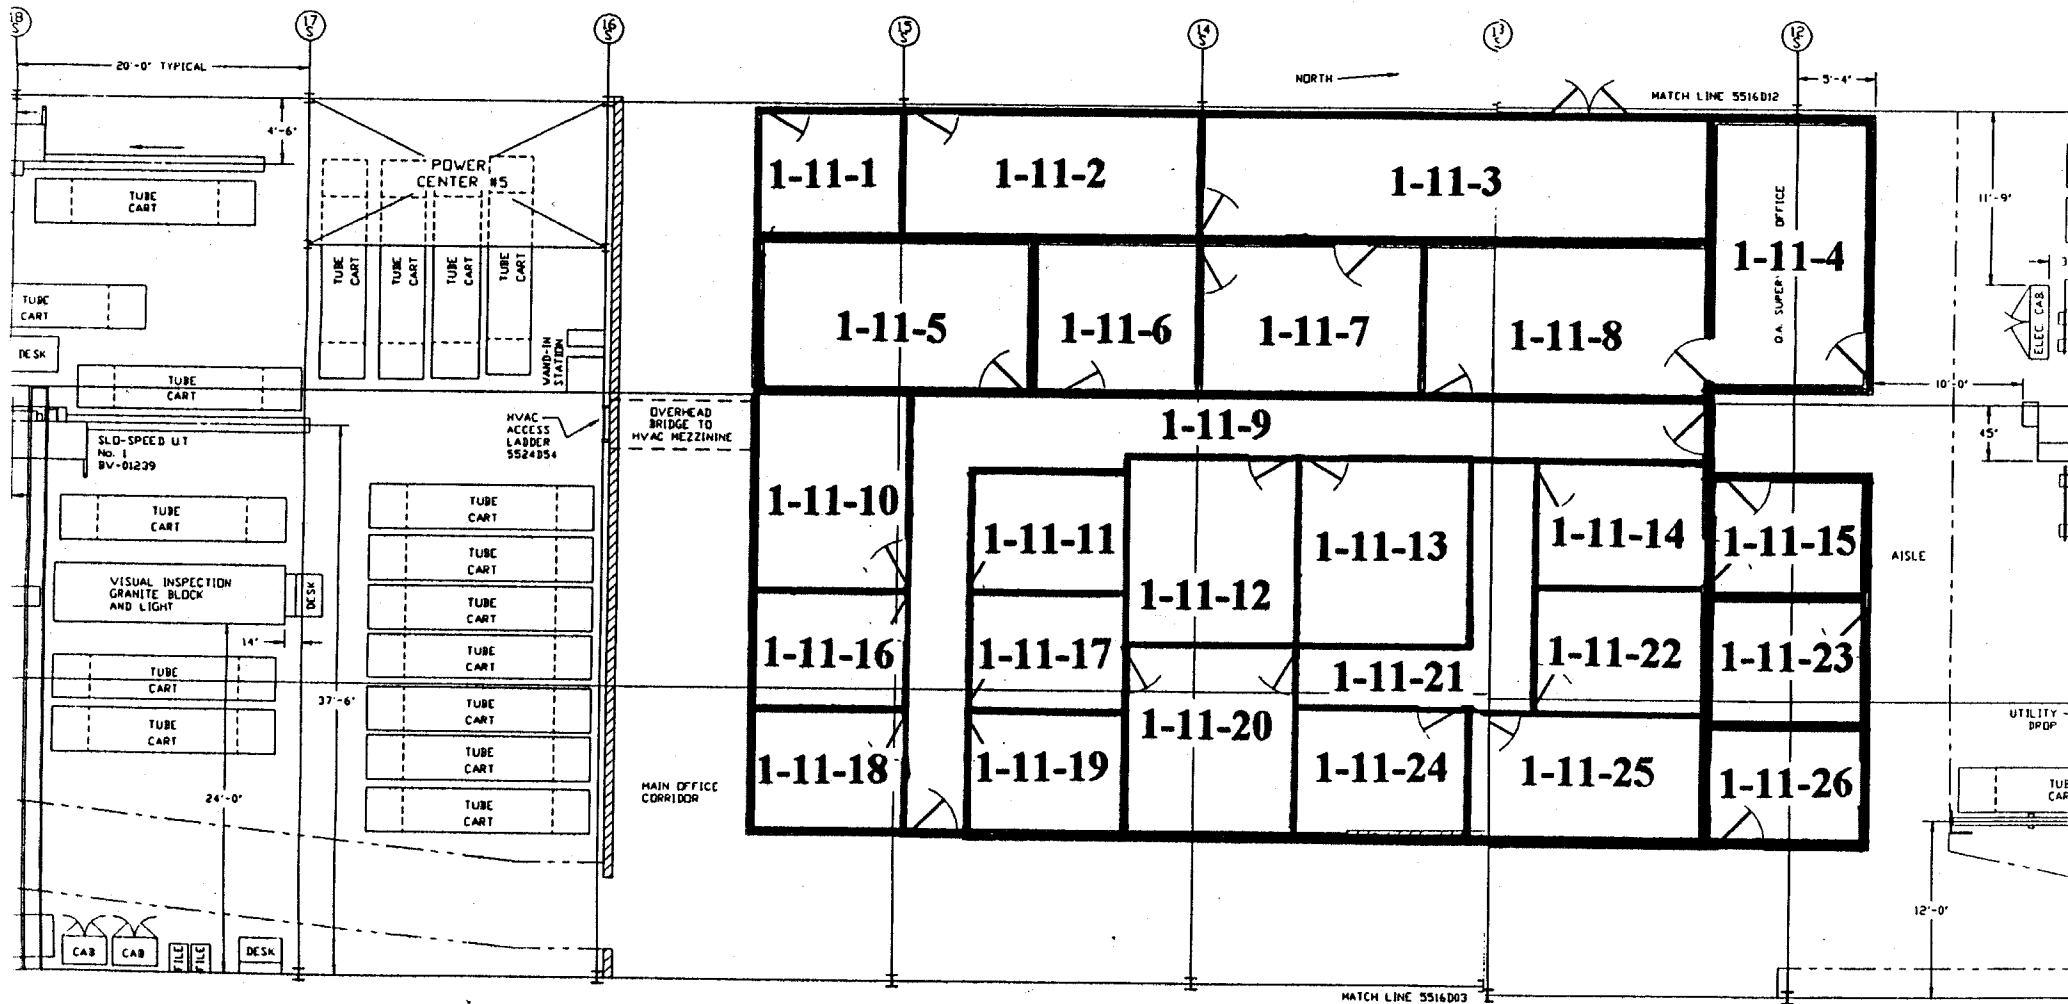 18
S
17
S
16
S
15
S
14
S
13
S
12
S
20'-0" TYPICAL
NORTH
5'-4"
MATCH LINE 5516D12
4'-6"
POWER
CENTER #5
TUBE
CART
TUBE
CART
TUBE
CART
TUBE
CART
TUBE
CART
TUBE
CART
DESK
TUBE
CART
WAND-IN
STATION
HVAC
ACCESS
LADDER
5524D54
OVERHEAD
BRIDGE TO
HVAC MEZZININE
SLO-SPEED UT
No. 1
BV-01239
TUBE
CART
VISUAL INSPECTION
GRANITE BLOCK
AND LIGHT
DESK
14"
TUBE
CART
TUBE
CART
37'-6"
24'-0"
TUBE
CART
TUBE
CART
TUBE
CART
TUBE
CART
TUBE
CART
TUBE
CART
TUBE
CART
CAB
CAB
FILE
FILE
DESK
MAIN OFFICE
CORRIDOR
1-11-1
1-11-2
1-11-3
1-11-4
OFFICE
Q.A. SUPER
1-11-5
1-11-6
1-11-7
1-11-8
1-11-9
1-11-10
1-11-11
1-11-12
1-11-13
1-11-14
1-11-15
1-11-16
1-11-17
1-11-18
1-11-19
1-11-20
1-11-21
1-11-22
1-11-23
1-11-24
1-11-25
1-11-26
11'-9"
ELEC. CAB.
3
10'-0"
45"
AISLE
UTILITY
DROP
TUB
CAR
12'-0"
MATCH LINE 5516D03